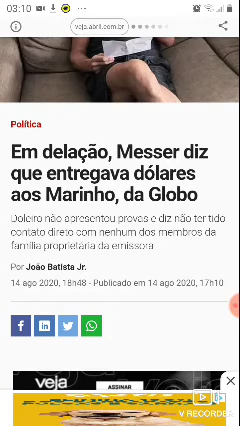 03:10
veja.abril.com.br
Política
Em delação, Messer diz
que entregava dólares
aos Marinho, da Globo
Doleiro não apresentou provas e diz não ter tido
contato direto com nenhum dos membros da
família proprietária da emissora
Por João Batista Jr.
14 ago 2020, 18h48 - Publicado em 14 ago 2020, 17h10
veja
ASSINAR
V RECORDER